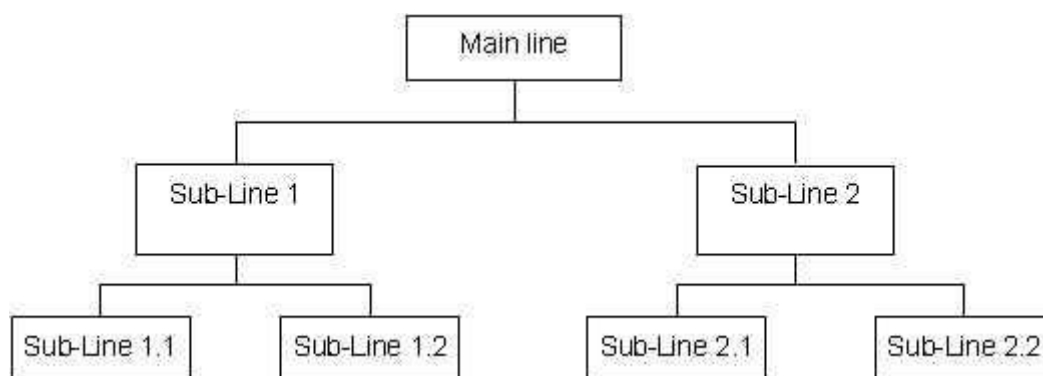 Main line
Sub-Line 1
Sub-Line 2
Sub-Line 1.1
Sub-Line 1.2
Sub-Line 2.1
Sub-Line 2.2